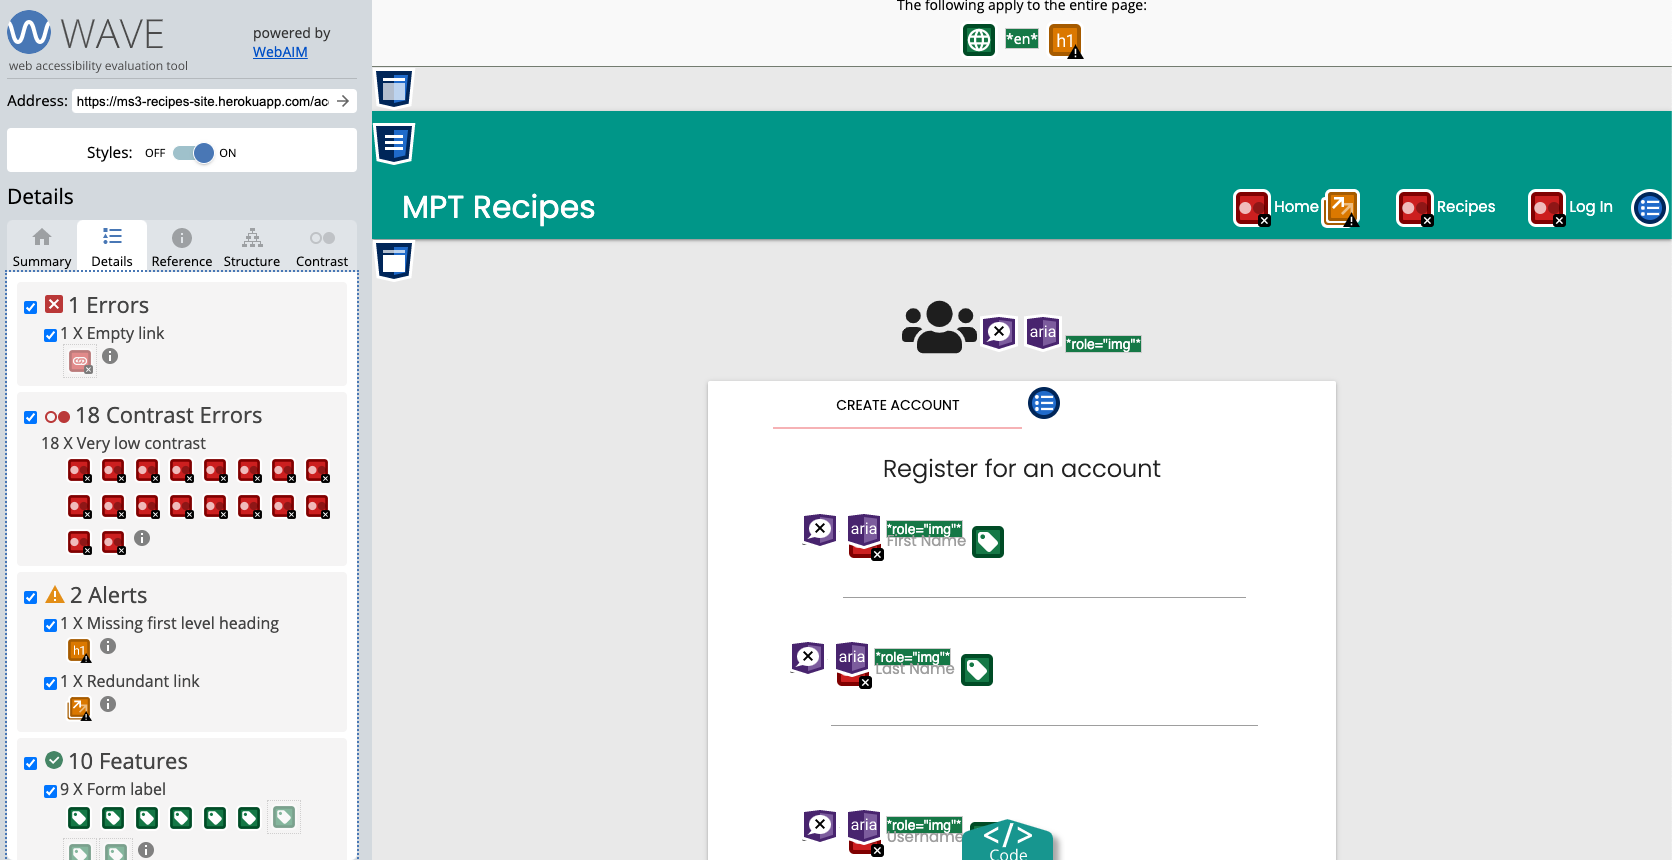 WAVE
web accessibility evaluation tool
powered by
WebAIM
Address: https://ms3-recipes-site.herokuapp.com/acc
Styles: OFF ON
Details
Summary Details Reference Structure Contrast
1 Errors
1 X Empty link
18 Contrast Errors
18 X Very low contrast
2 Alerts
1 X Missing first level heading
h1
1 X Redundant link
10 Features
9 X Form label
The following apply to the entire page:
*en* h1
MPT Recipes
Home Recipes Log In
aria *role="img"*
CREATE ACCOUNT
Register for an account
aria *role="img"*
First Name
aria *role="img"*
Last Name
aria *role="img"*
Username
</>
Code